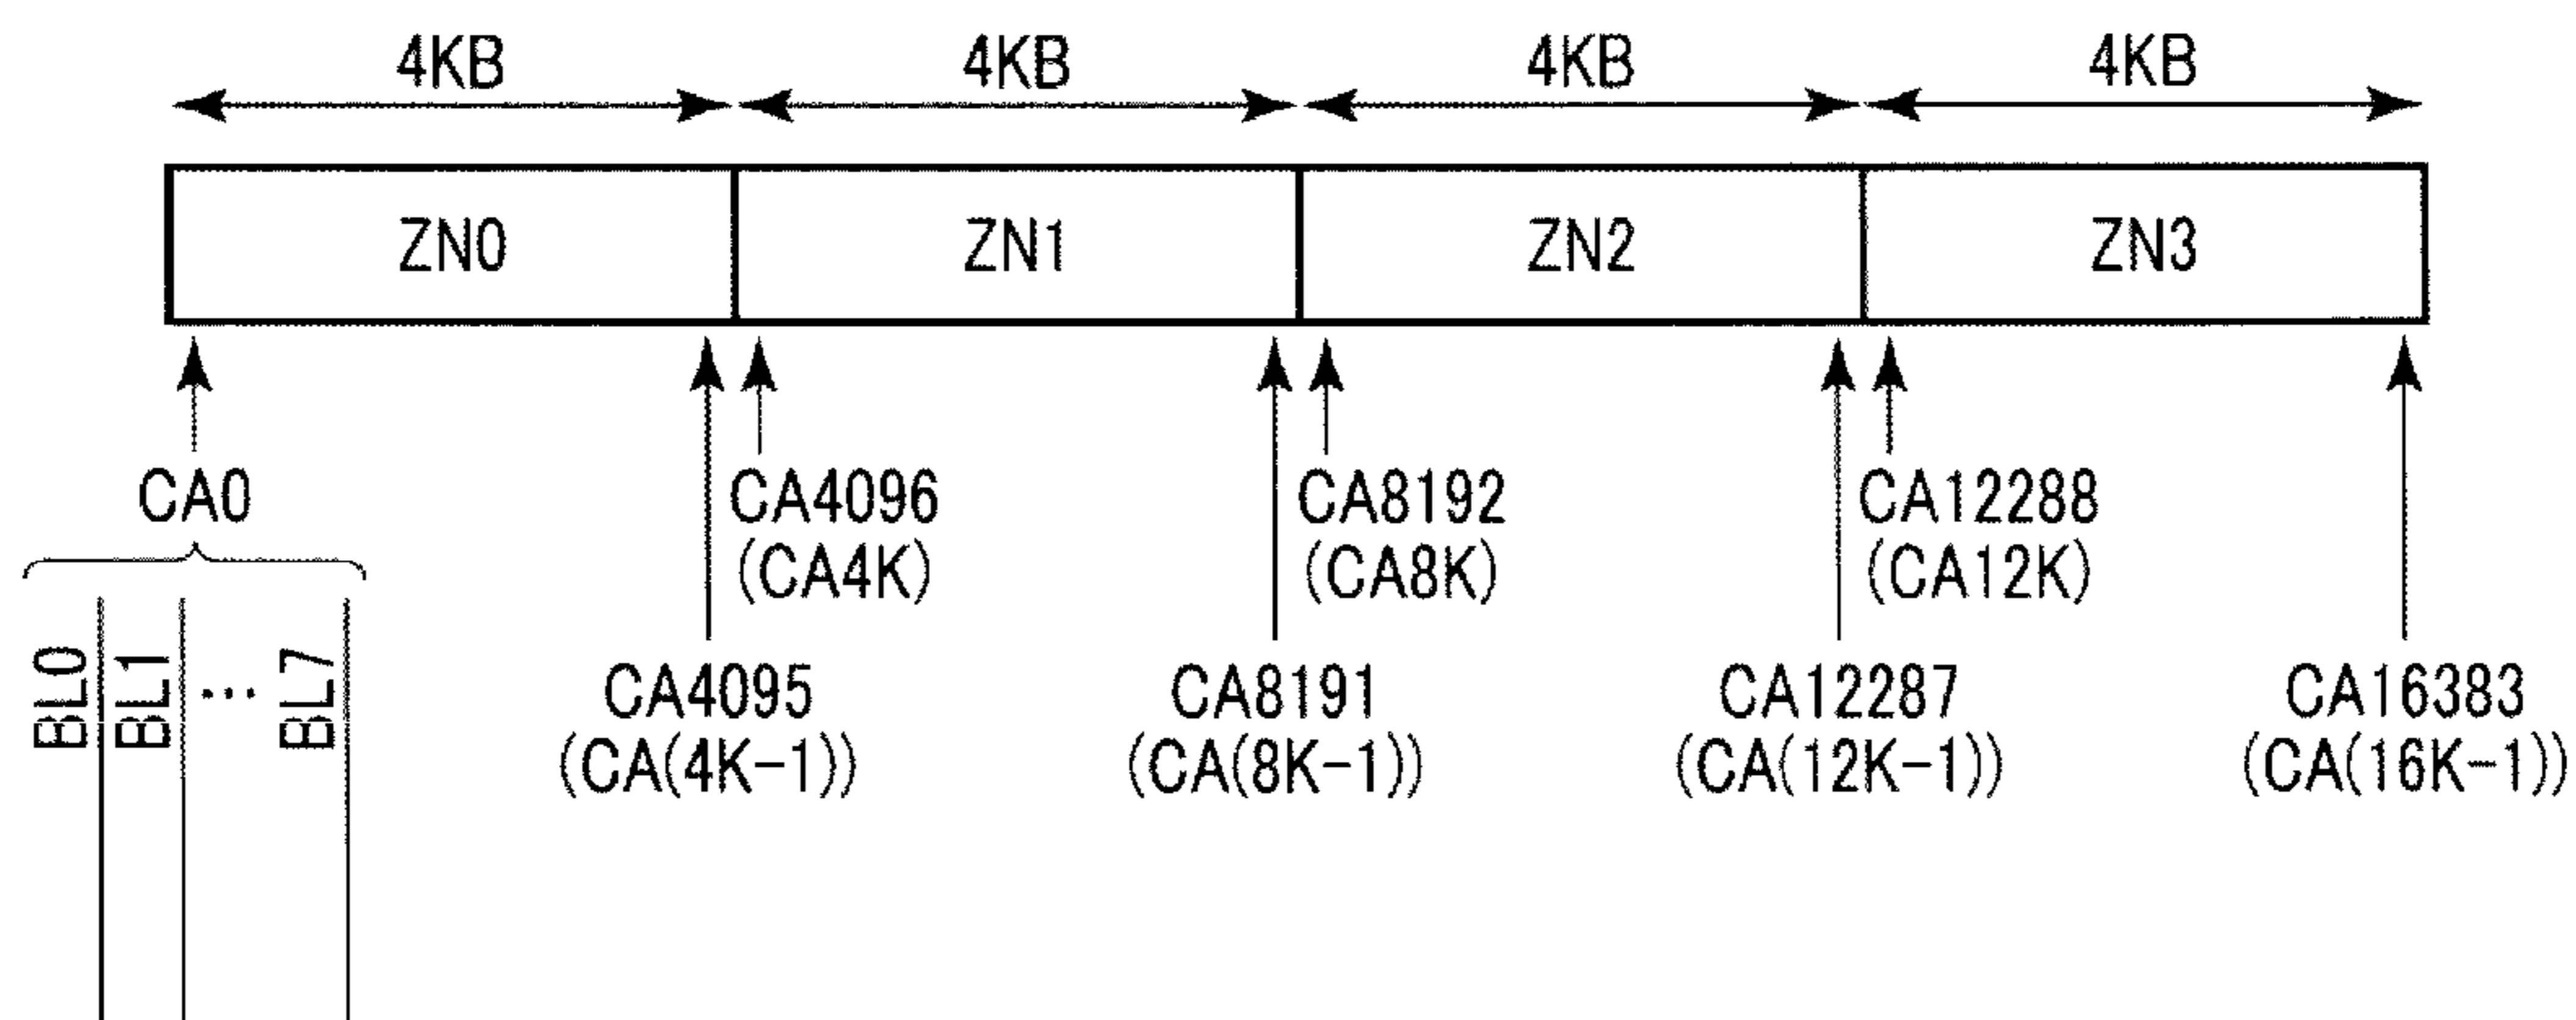 4KB 4KB 4KB 4KB
ZN0 ZN1 ZN2 ZN3
CA0 CA4096 CA8192 CA12288
(CA4K) (CA8K) (CA12K)
BL0 BL1 ... BL7
CA4095 CA8191 CA12287 CA16383
(CA(4K-1)) (CA(8K-1)) (CA(12K-1)) (CA(16K-1))